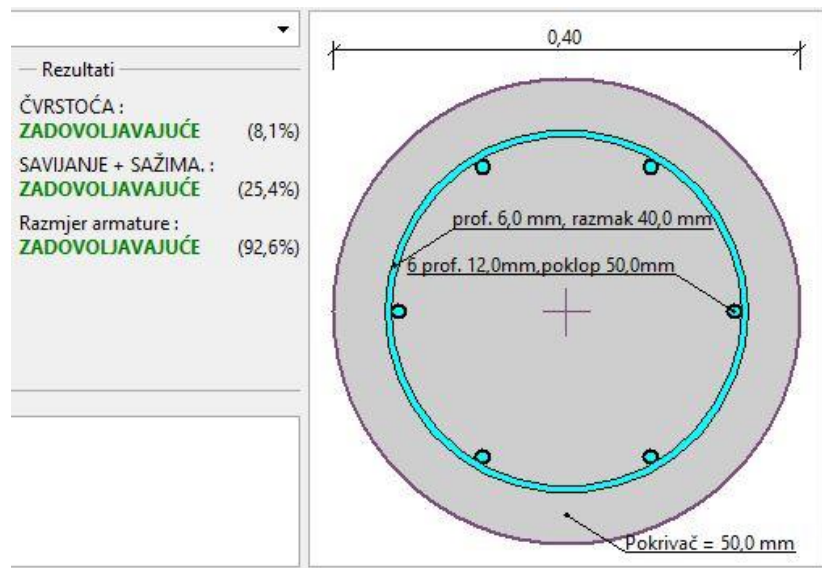 Rezultati
ČVRSTOĆA :
ZADOVOLJAVAJUĆE (8,1%)
SAVIJANJE + SAŽIMA. :
ZADOVOLJAVAJUĆE (25,4%)
Razmjer armature :
ZADOVOLJAVAJUĆE (92,6%)
0,40
prof. 6,0 mm, razmak 40,0 mm
6 prof. 12,0mm,poklop 50,0mm
Pokrivač = 50,0 mm